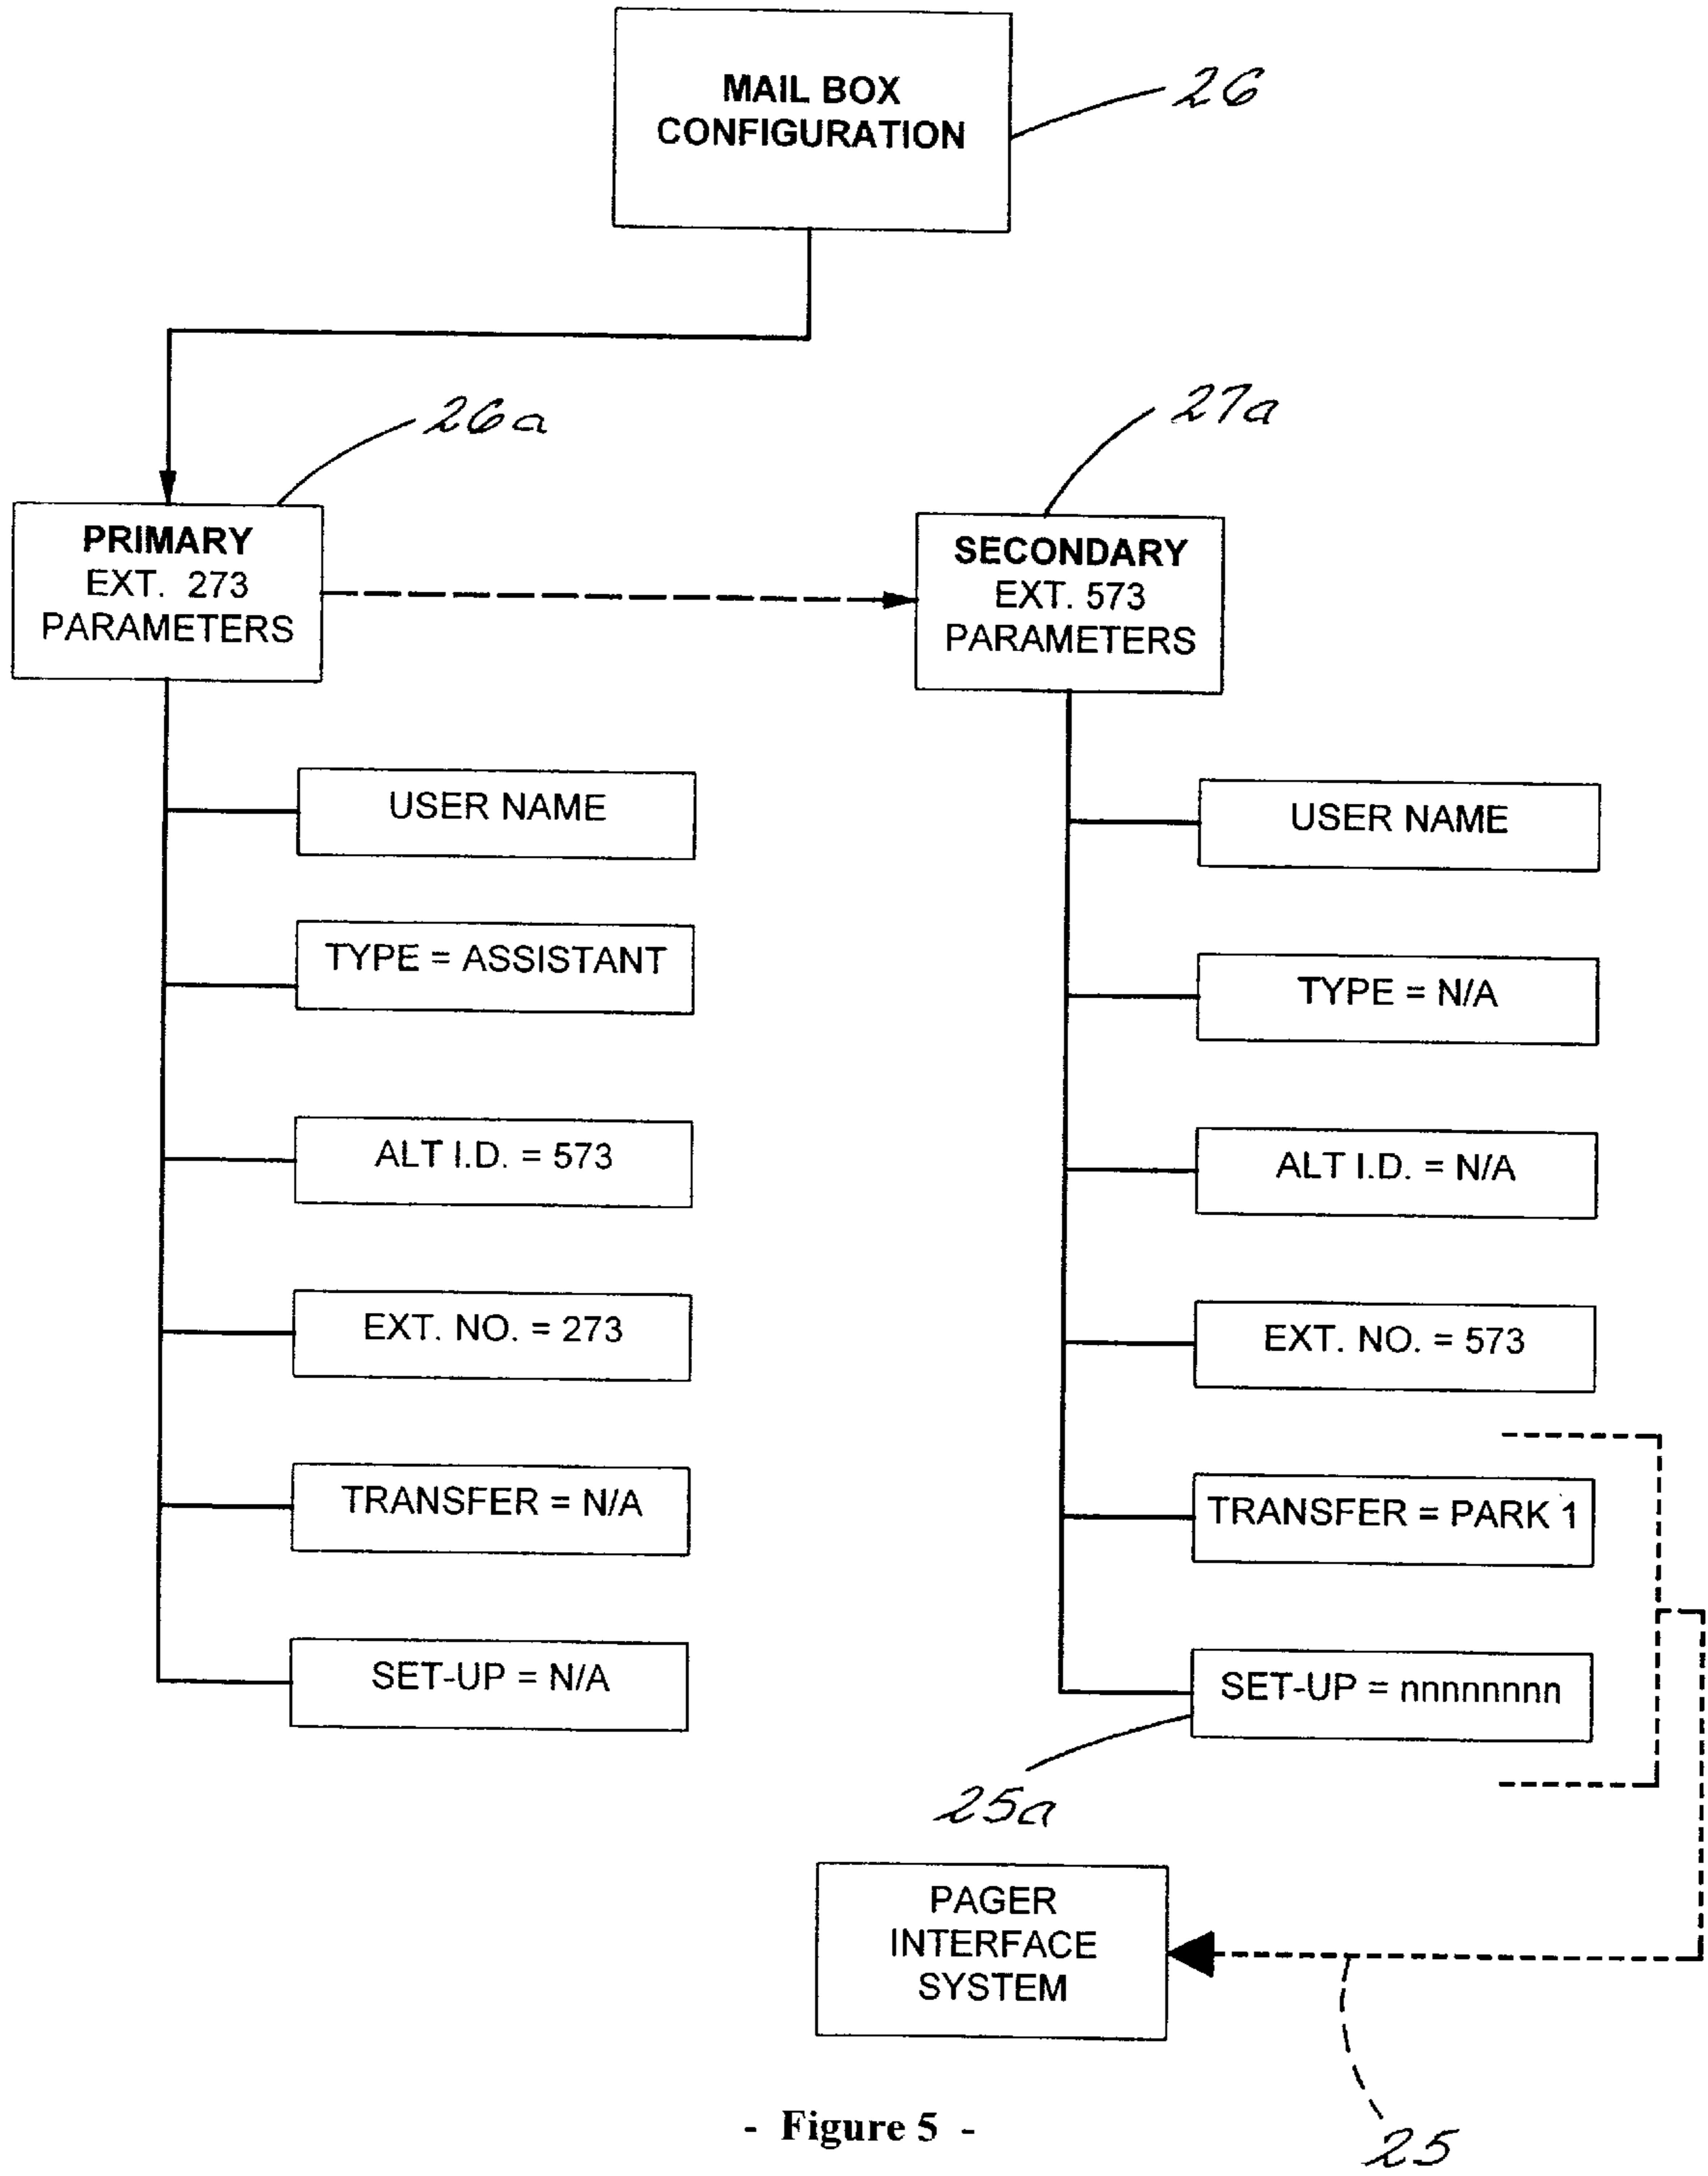 MAIL BOX
CONFIGURATION
26
26a
27a
PRIMARY
EXT. 273
PARAMETERS
SECONDARY
EXT. 573
PARAMETERS
USER NAME
USER NAME
TYPE = ASSISTANT
TYPE = N/A
ALT I.D. = 573
ALT I.D. = N/A
EXT. NO. = 273
EXT. NO. = 573
TRANSFER = N/A
TRANSFER = PARK 1
SET-UP = N/A
SET-UP = nnnnnnnnn
25a
PAGER
INTERFACE
SYSTEM
- Figure 5 -
25